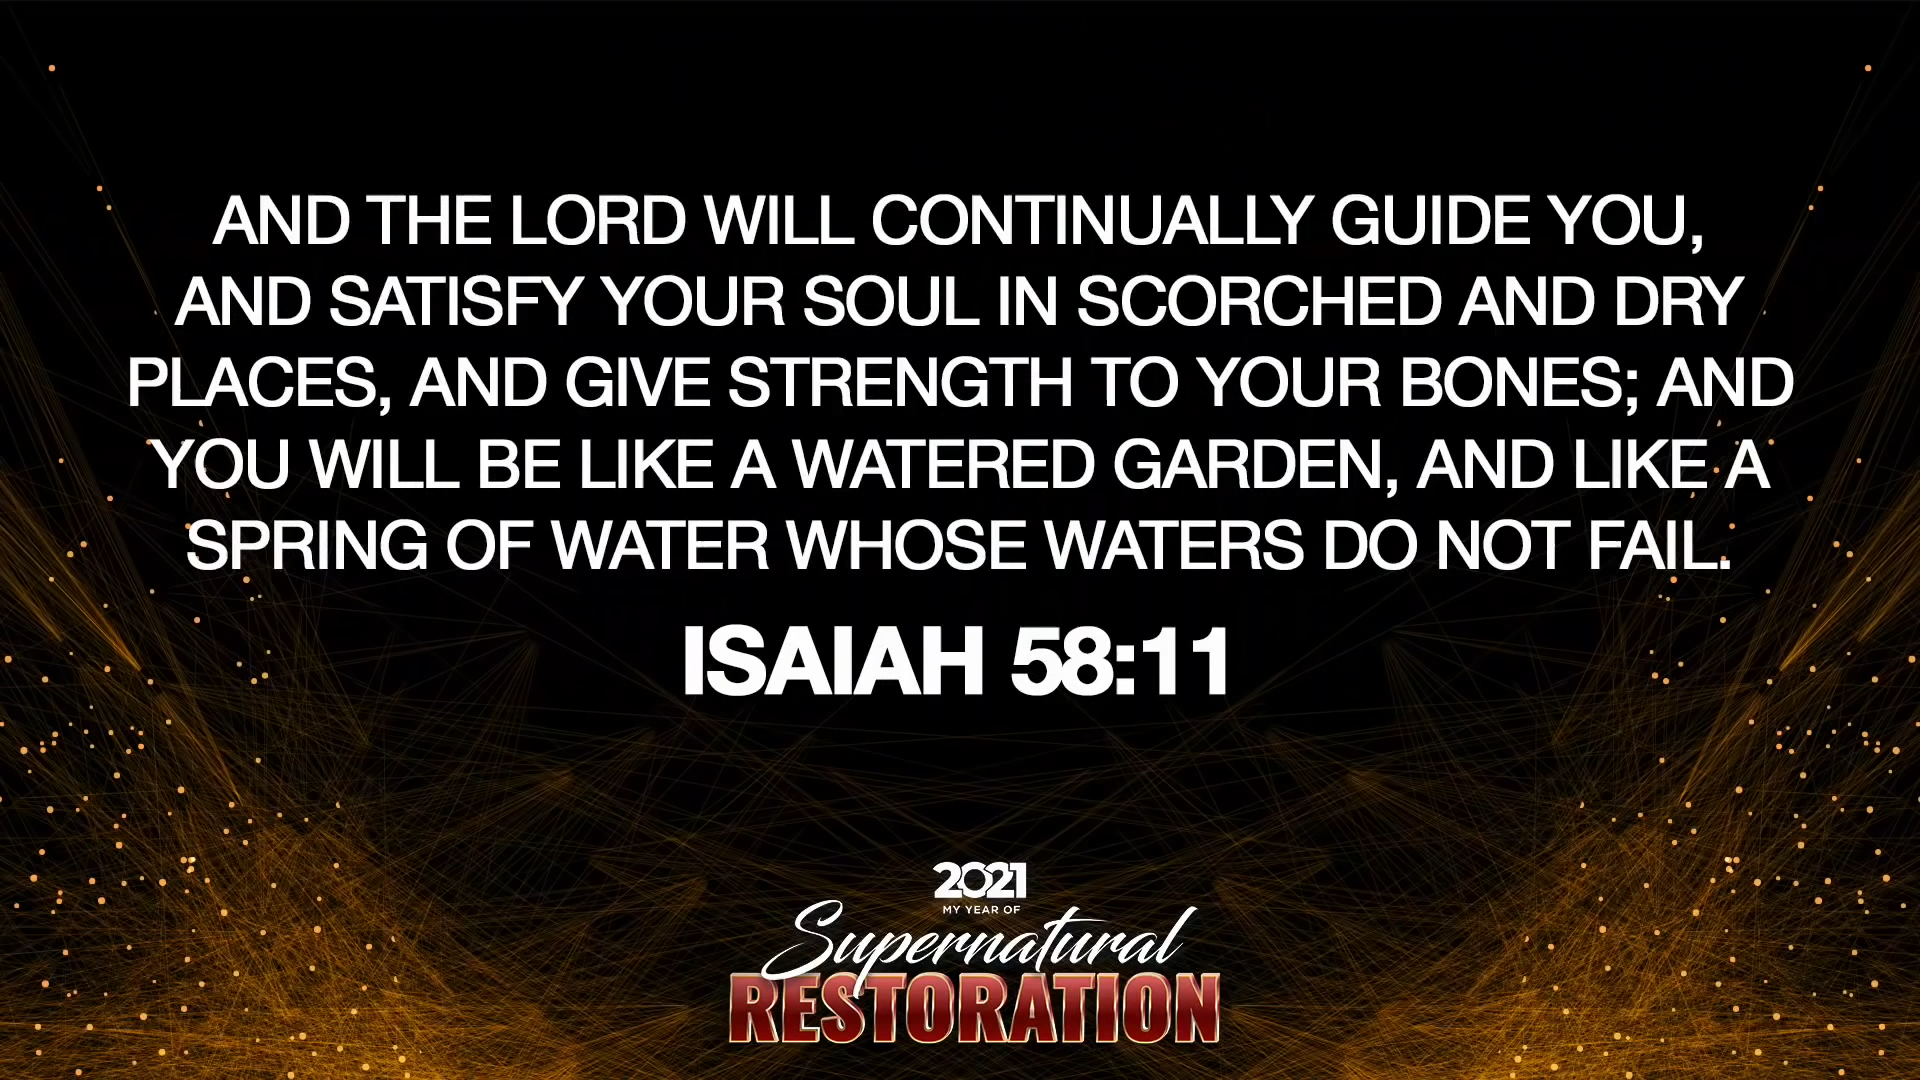 AND THE LORD WILL CONTINUALLY GUIDE YOU,
AND SATISFY YOUR SOUL IN SCORCHED AND DRY
PLACES, AND GIVE STRENGTH TO YOUR BONES; AND
YOU WILL BE LIKE A WATERED GARDEN, AND LIKE A
SPRING OF WATER WHOSE WATERS DO NOT FAIL.
ISAIAH 58:11
2021
MY YEAR OF
Supernatural
RESTORATION